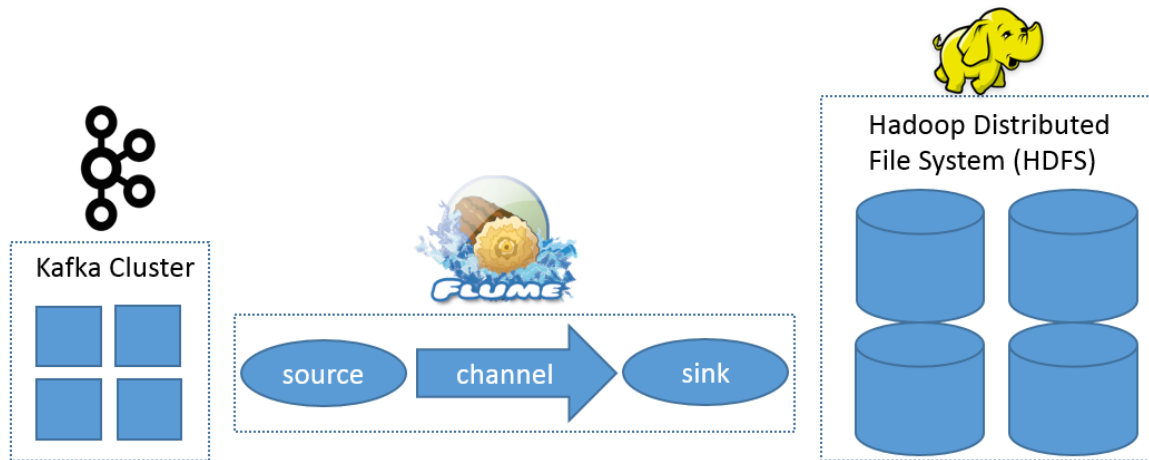 Hadoop Distributed
File System (HDFS)
Kafka Cluster
FLUME
source
channel
sink